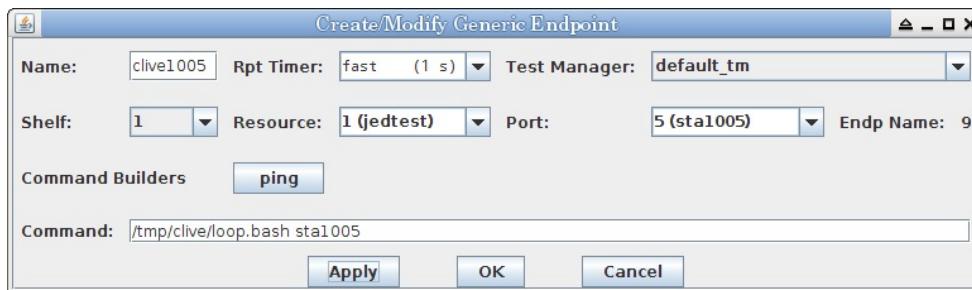 Create/Modify Generic Endpoint
Name: clive1005 Rpt Timer: fast (1 s) Test Manager: default_tm
Shelf: 1 Resource: 1 (jedtest) Port: 5 (sta1005) Endp Name: 9
Command Builders ping
Command: /tmp/clive/loop.bash sta1005
Apply OK Cancel